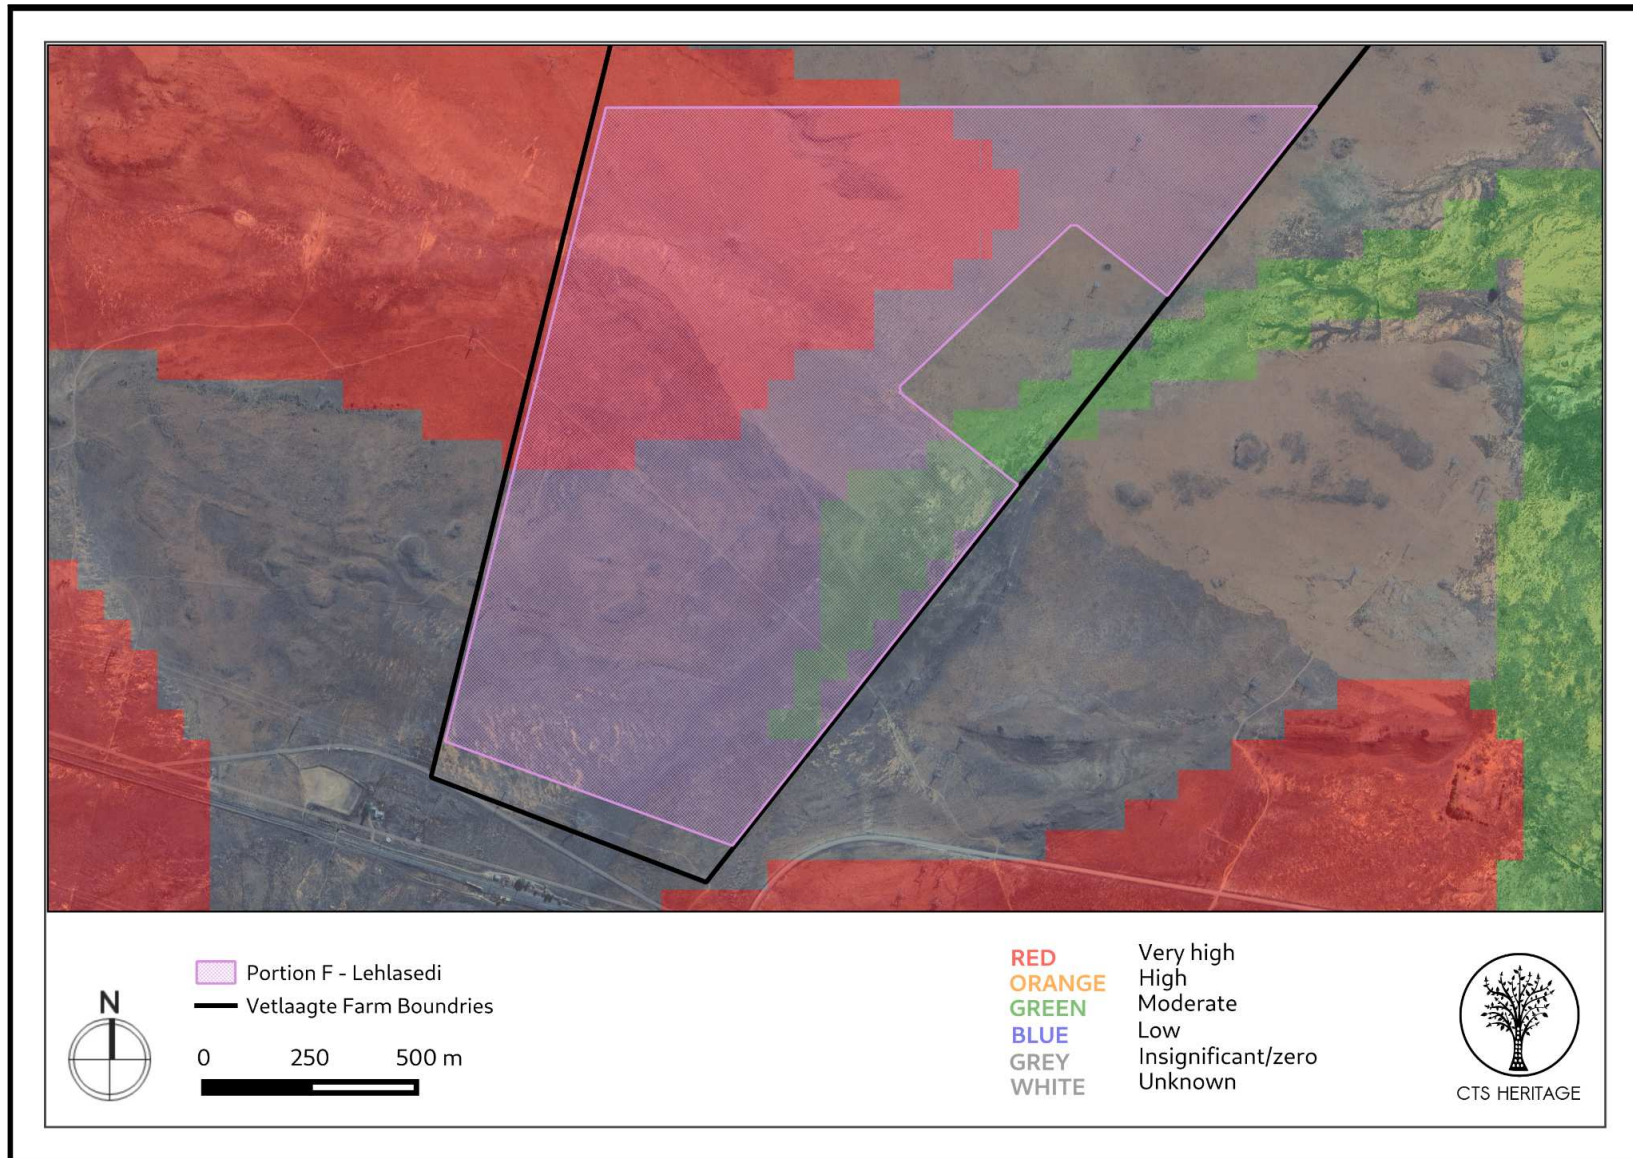 Portion F - Lehlasedi
Vetlaagte Farm Boundries
N
0 250 500 m
RED Very high
ORANGE High
GREEN Moderate
BLUE Low
GREY Insignificant/zero
WHITE Unknown
CTS HERITAGE